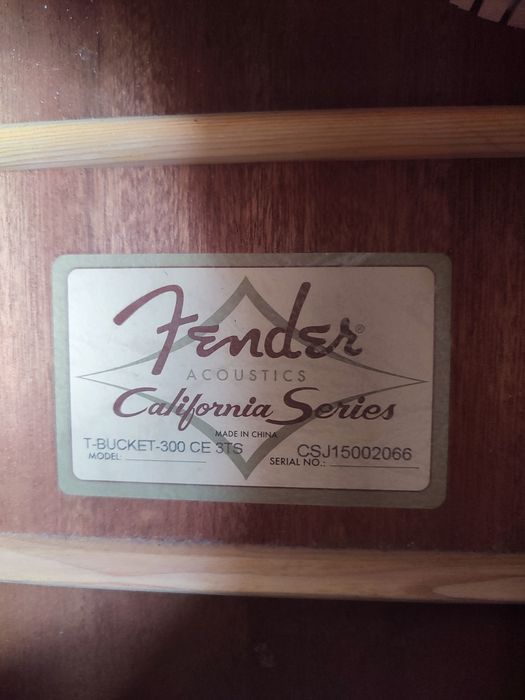 Fender®
ACOUSTICS
California Series
MADE IN CHINA
T-BUCKET-300 CE 3TS CSJ15002066
MODEL: SERIAL NO.: